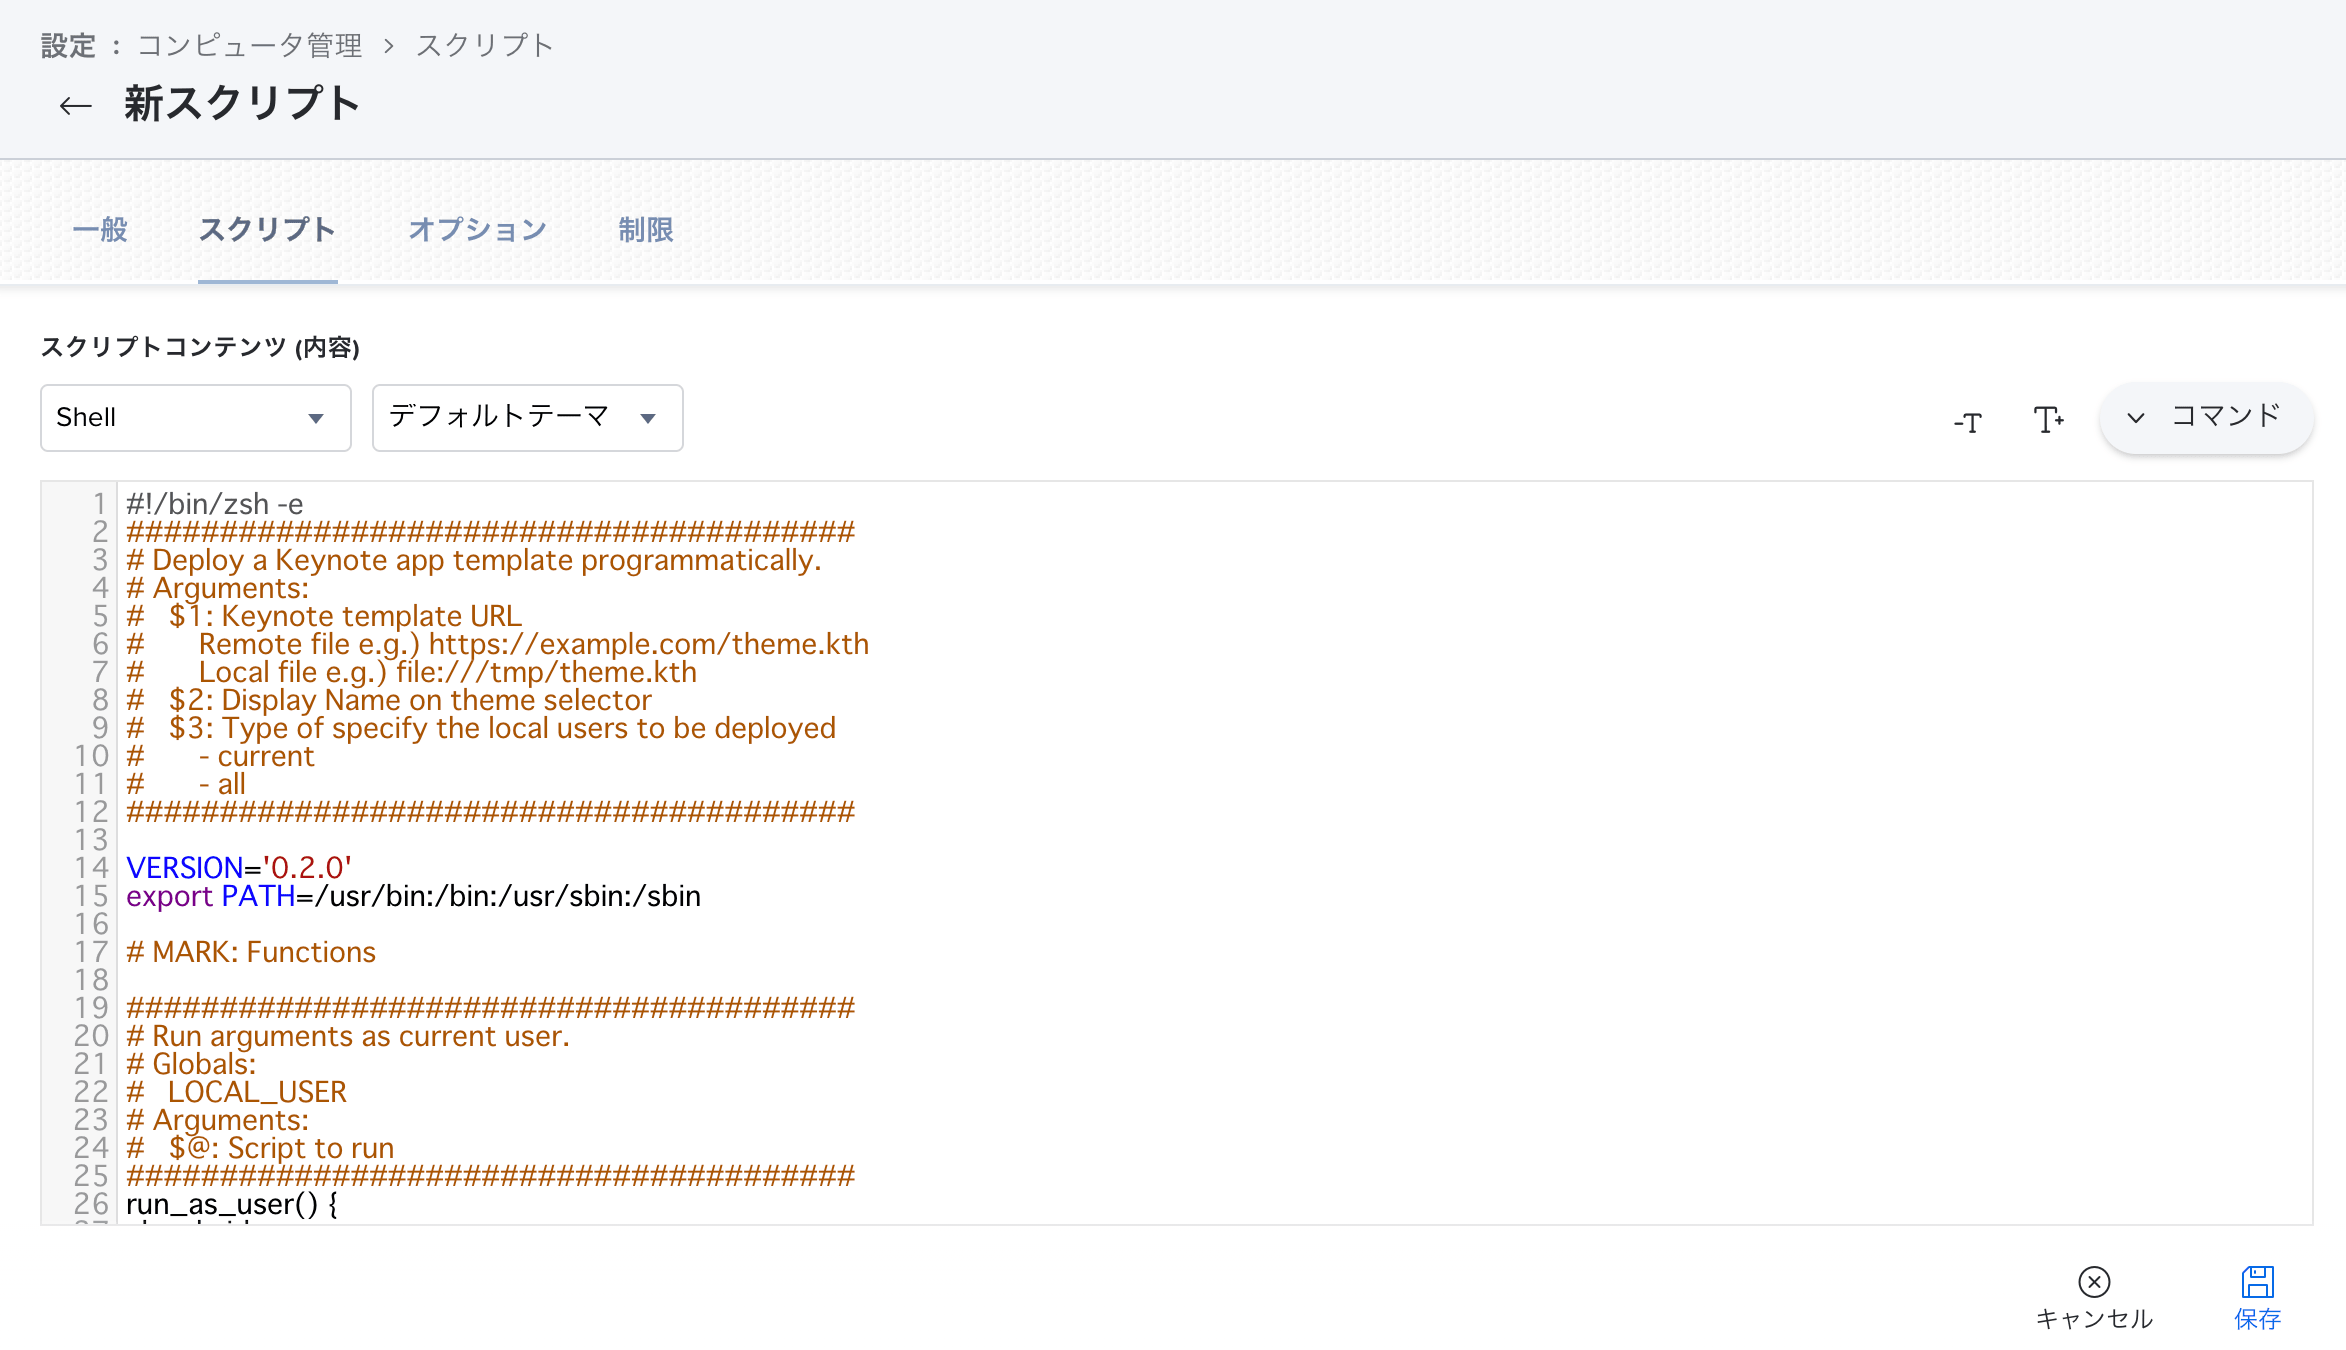 設定 : コンピュータ管理 > スクリプト
← 新スクリプト
一般 スクリプト オプション 制限
スクリプトコンテンツ (内容)
Shell デフォルトテーマ -T T+ コマンド
1 #!/bin/zsh -e
2 #######################################
3 # Deploy a Keynote app template programmatically.
4 # Arguments:
5 #   $1: Keynote template URL
6 #       Remote file e.g.) https://example.com/theme.kth
7 #       Local file e.g.) file:///tmp/theme.kth
8 #   $2: Display Name on theme selector
9 #   $3: Type of specify the local users to be deployed
10 #       - current
11 #       - all
12 #######################################
13
14 VERSION='0.2.0'
15 export PATH=/usr/bin:/bin:/usr/sbin:/sbin
16
17 # MARK: Functions
18
19 #######################################
20 # Run arguments as current user.
21 # Globals:
22 #   LOCAL_USER
23 # Arguments:
24 #   $@: Script to run
25 #######################################
26 run_as_user() {
キャンセル 保存